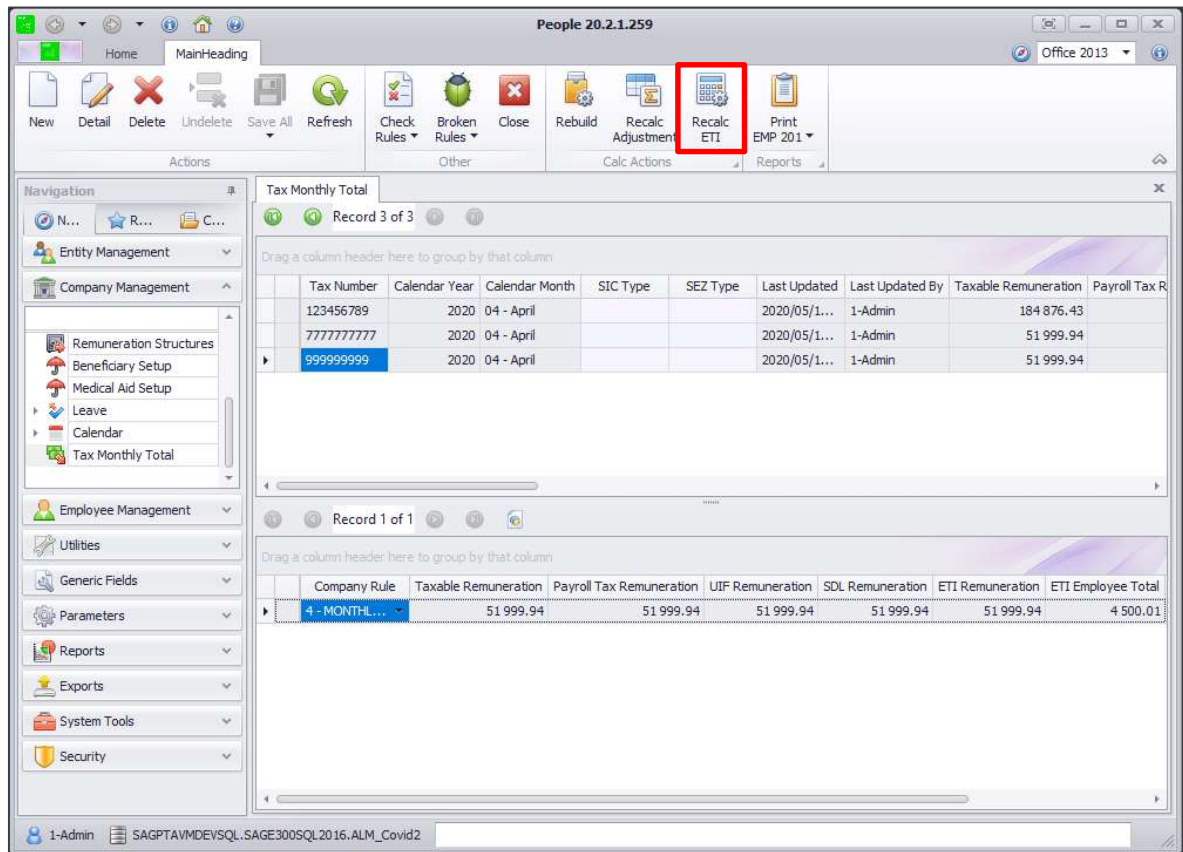 People 20.2.1.259
Home MainHeading Office 2013
New Detail Delete Undelete Save All Refresh Check Rules Broken Rules Close Rebuild Recalc Adjustment Recalc ETI Print EMP 201
Actions Other Calc Actions Reports
Navigation
N... R... C...
Entity Management
Company Management
Remuneration Structures
Beneficiary Setup
Medical Aid Setup
Leave
Calendar
Tax Monthly Total
Employee Management
Utilities
Generic Fields
Parameters
Reports
Exports
System Tools
Security
Tax Monthly Total
Record 3 of 3
Drag a column header here to group by that column
Tax Number Calendar Year Calendar Month SIC Type SEZ Type Last Updated Last Updated By Taxable Remuneration Payroll Tax R
123456789 2020 04 - April 2020/05/1... 1-Admin 184 876.43
7777777777 2020 04 - April 2020/05/1... 1-Admin 51 999.94
999999999 2020 04 - April 2020/05/1... 1-Admin 51 999.94
Record 1 of 1
Drag a column header here to group by that column
Company Rule Taxable Remuneration Payroll Tax Remuneration UIF Remuneration SDL Remuneration ETI Remuneration ETI Employee Total
4 - MONTHL... 51 999.94 51 999.94 51 999.94 51 999.94 51 999.94 4 500.01
1-Admin SAGPTAVMDEVSQL.SAGE300SQL2016.ALM_Covid2